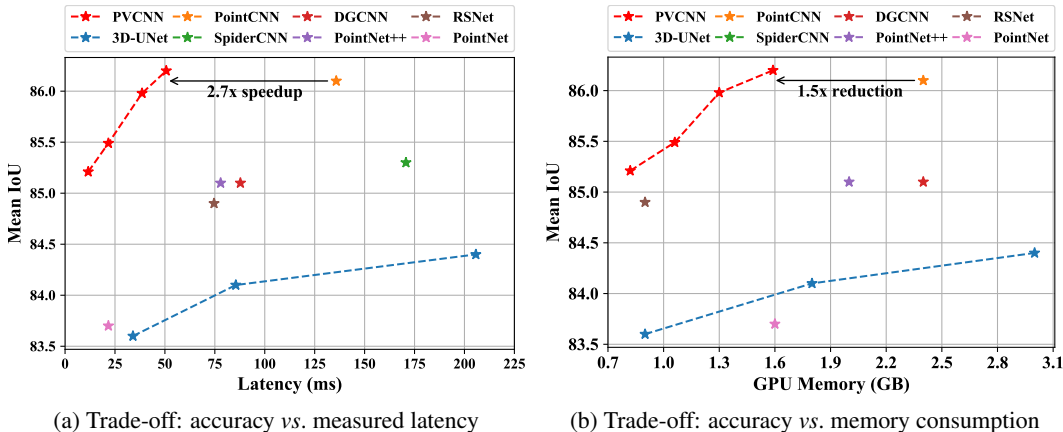 PVCNN PointCNN DGCNN RSNet
3D-UNet SpiderCNN PointNet++ PointNet
86.0
85.5
85.0
84.5
84.0
83.5
Mean IoU
2.7x speedup
0 25 50 75 100 125 150 175 200 225
Latency (ms)
(a) Trade-off: accuracy vs. measured latency
PVCNN PointCNN DGCNN RSNet
3D-UNet SpiderCNN PointNet++ PointNet
86.0
85.5
85.0
84.5
84.0
83.5
Mean IoU
1.5x reduction
0.7 1.0 1.3 1.6 1.9 2.2 2.5 2.8 3.1
GPU Memory (GB)
(b) Trade-off: accuracy vs. memory consumption